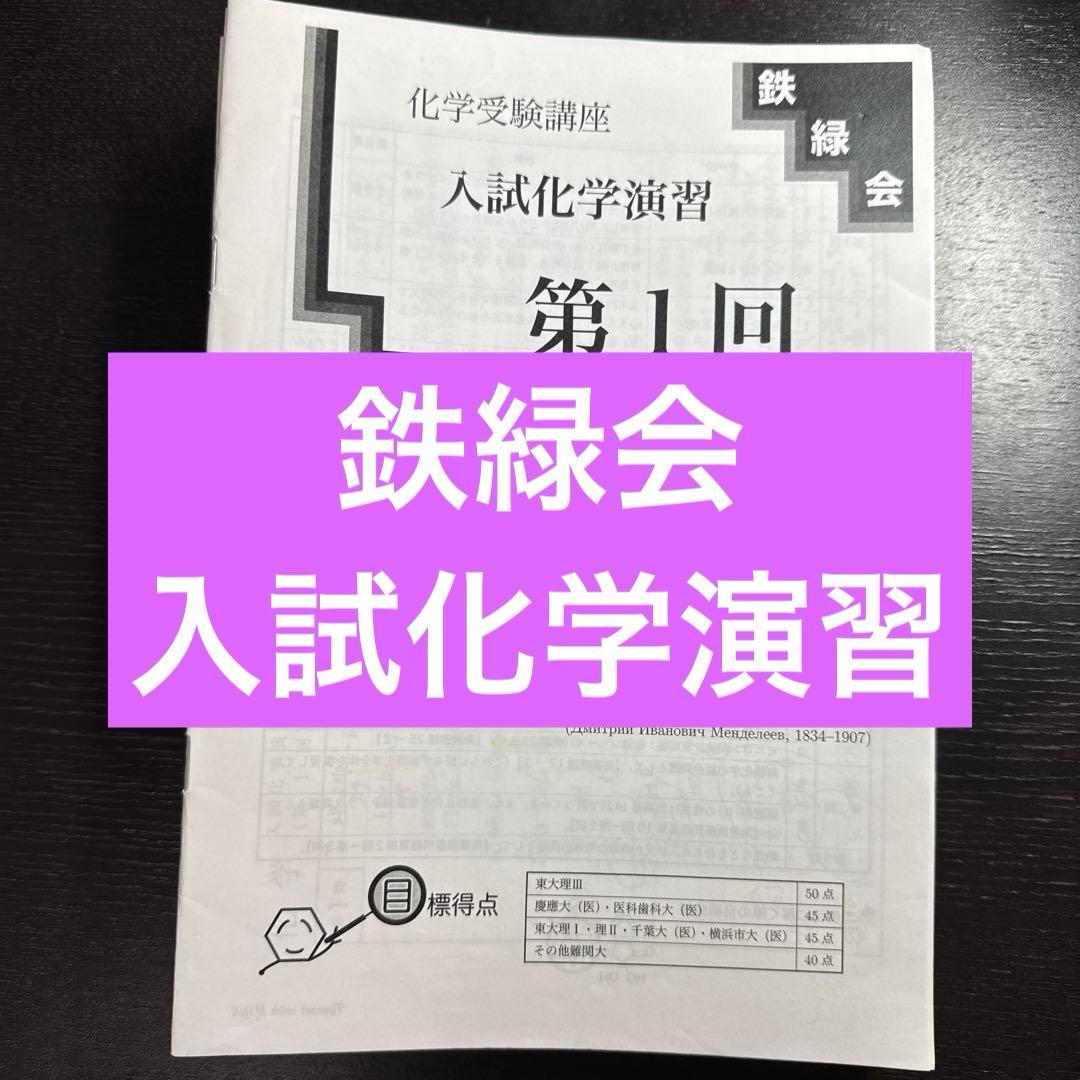 鉄
緑
会
化学受験講座
入試化学演習
第1回
鉄緑会
入試化学演習
(Дмитрий Иванович Менделеев, 1834–1907)
目標得点
東大理Ⅲ 50点
慶應大（医）・医科歯科大（医） 45点
東大理Ⅰ・理Ⅱ・千葉大（医）・横浜市大（医） 45点
その他難関大 40点